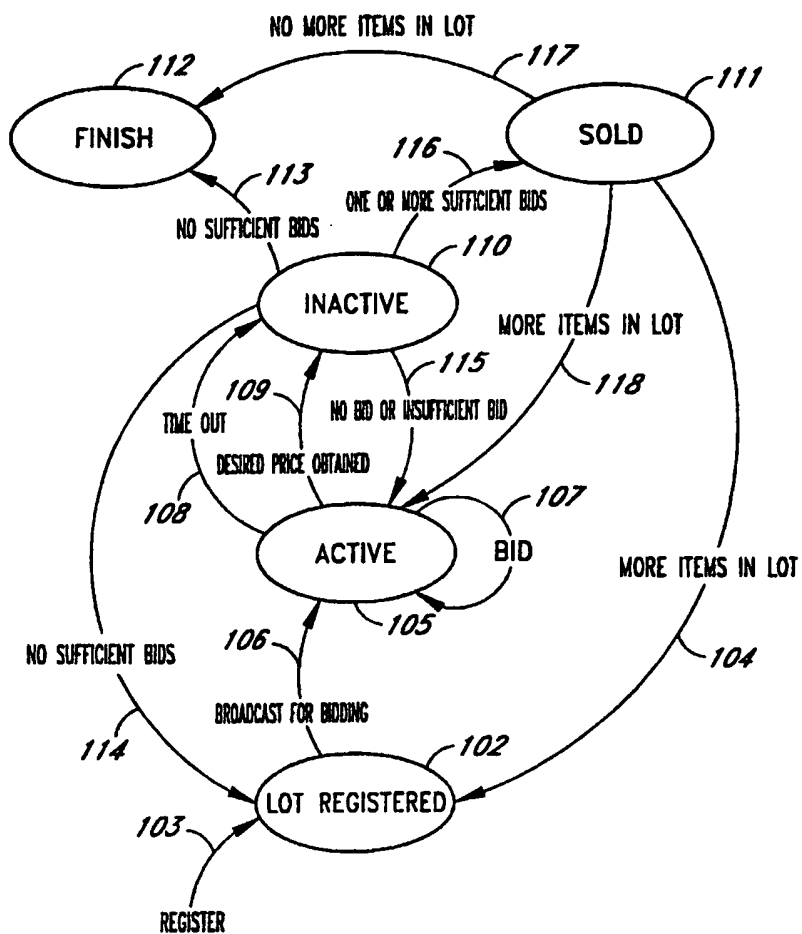 NO MORE ITEMS IN LOT
112
117
111
FINISH
SOLD
116
113
ONE OR MORE SUFFICIENT BIDS
NO SUFFICIENT BIDS
110
INACTIVE
MORE ITEMS IN LOT
115
118
109
NO BID OR INSUFFICIENT BID
TIME OUT
DESIRED PRICE OBTAINED
107
108
ACTIVE
BID
MORE ITEMS IN LOT
105
106
NO SUFFICIENT BIDS
104
BROADCAST FOR BIDDING
102
114
LOT REGISTERED
103
REGISTER